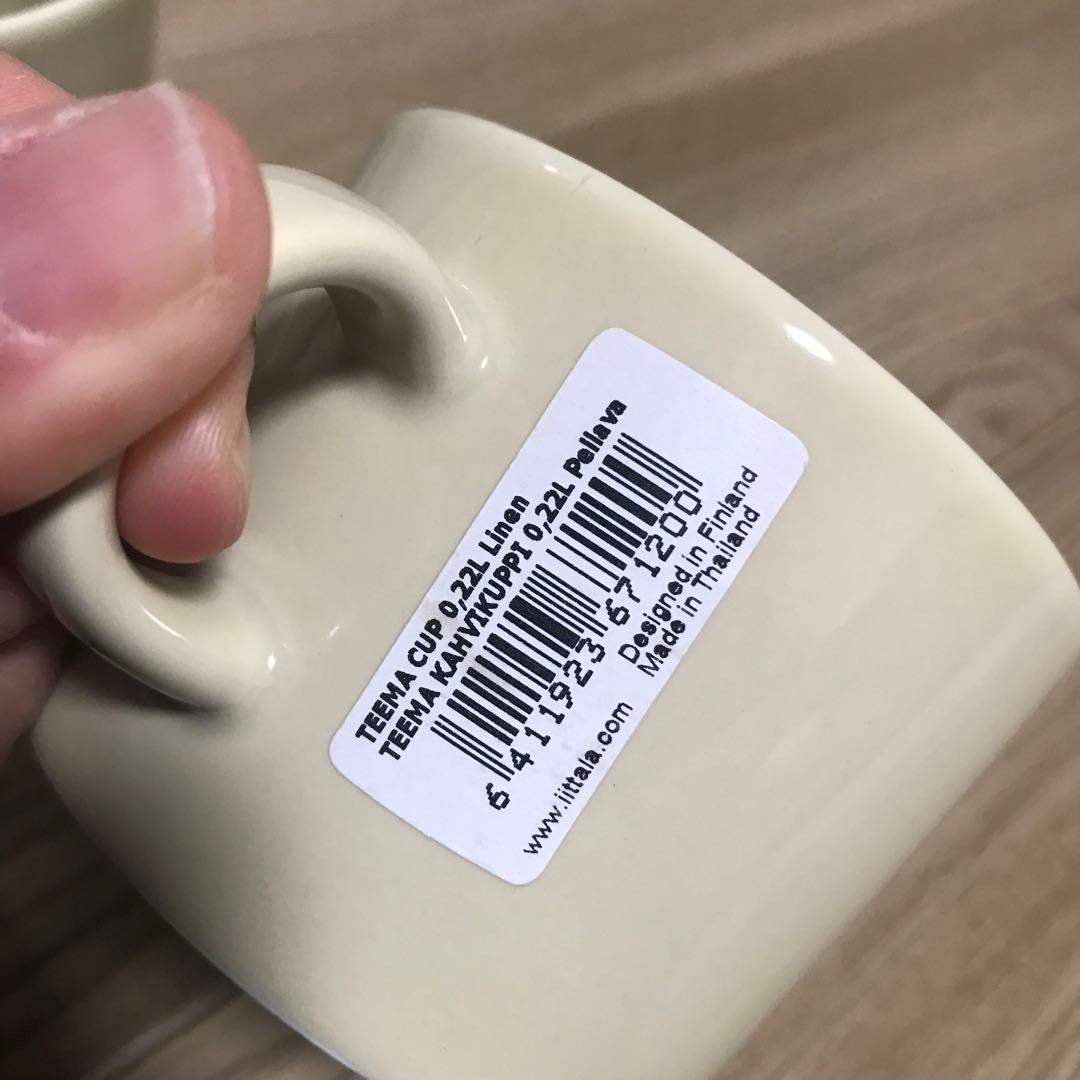 TEEMA CUP 0,22L Linen
TEEMA KAHVIKUPPI 0,22L Pellava
6 411923 671200
Designed in Finland
www.iittala.com Made in Thailand